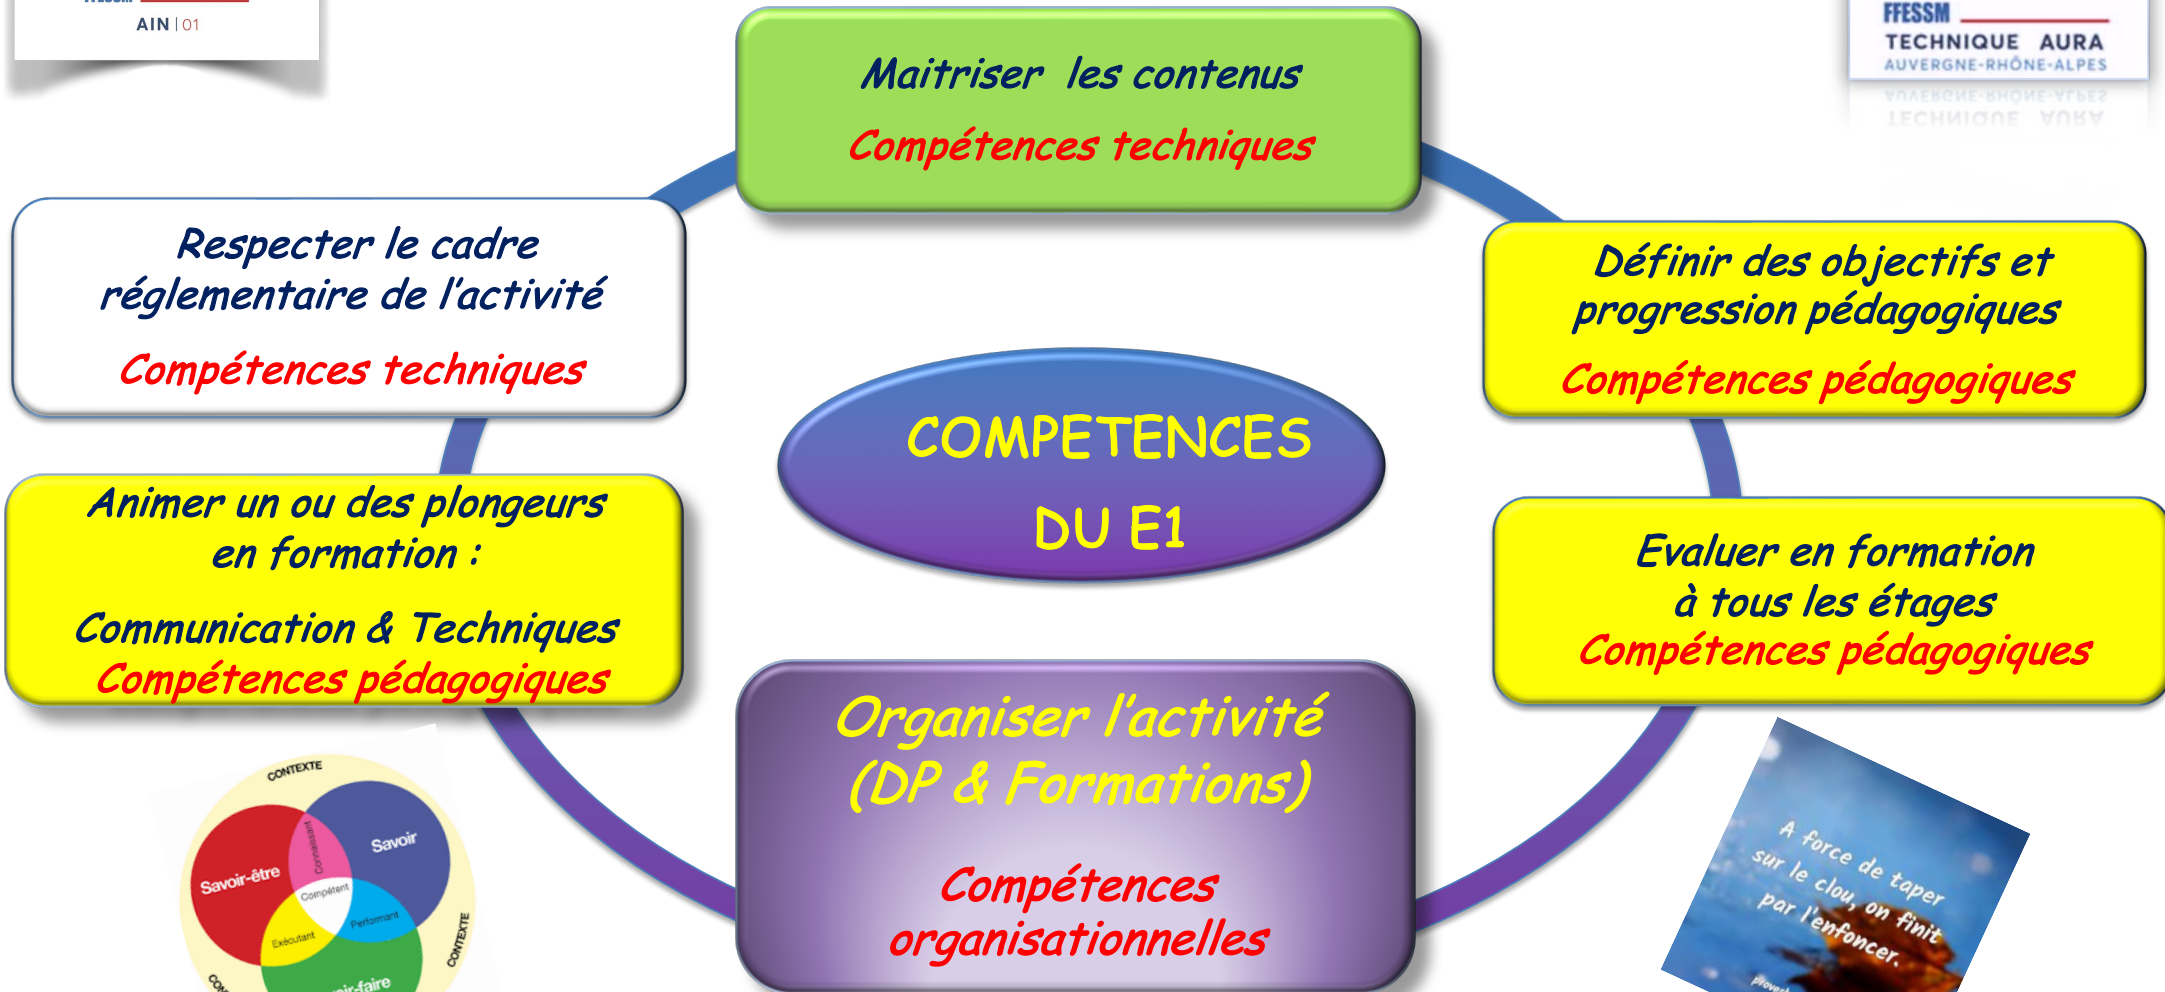 AIN | 01
FFESSM
TECHNIQUE AURA
AUVERGNE-RHÔNE-ALPES
Maitriser les contenus
Compétences techniques
Respecter le cadre
réglementaire de l'activité
Compétences techniques
Définir des objectifs et
progression pédagogiques
Compétences pédagogiques
COMPETENCES
DU E1
Animer un ou des plongeurs
en formation :
Communication & Techniques
Compétences pédagogiques
Evaluer en formation
à tous les étages
Compétences pédagogiques
Organiser l'activité
(DP & Formations)
Compétences
organisationnelles
CONTEXTE
Savoir-être
Connaissant
Savoir
Compétent
Exécutant
Performant
CONTEXTE
A force de taper
sur le clou, on finit
par l'enfoncer.